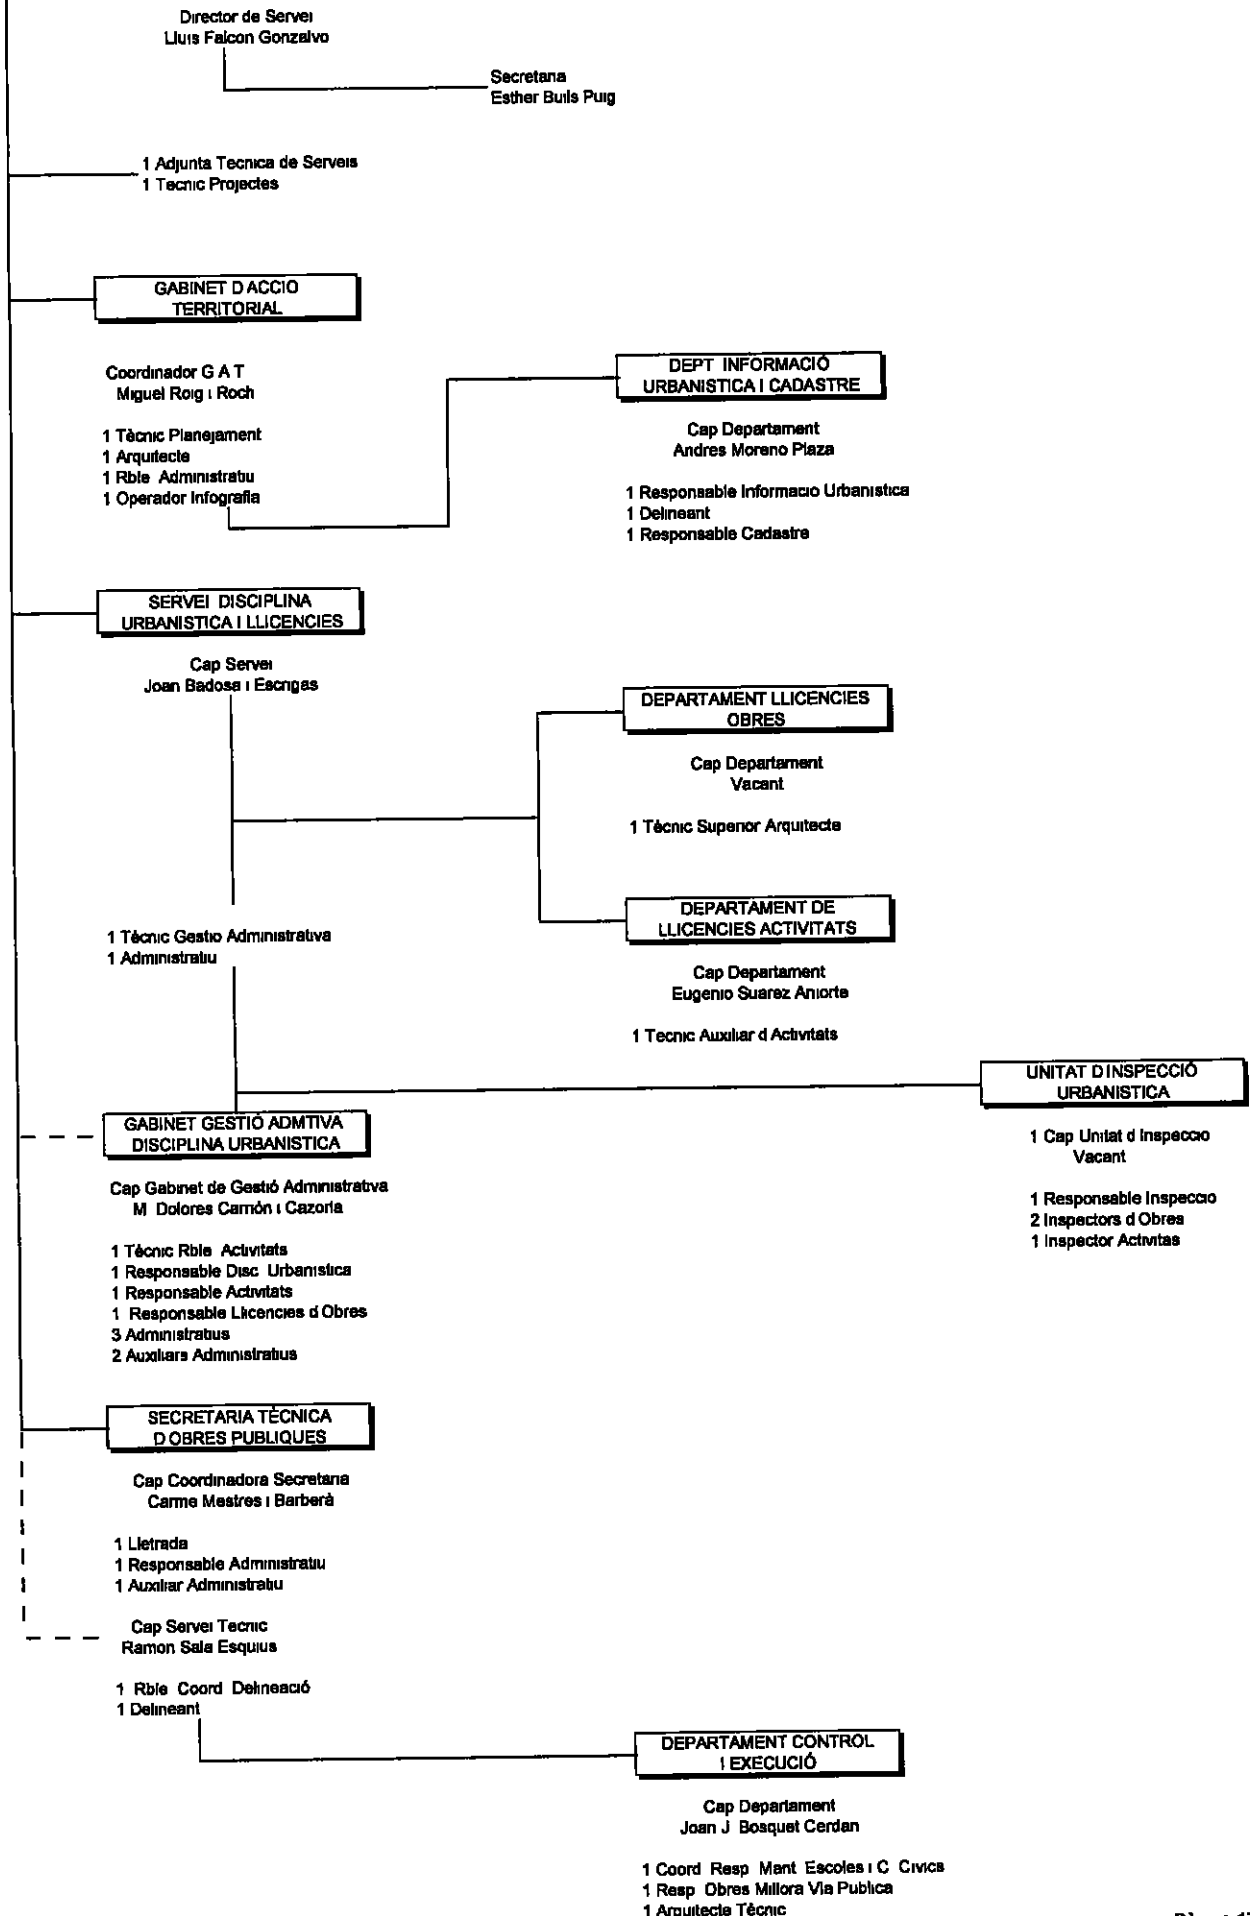 Director de Servei
Lluis Falcon Gonzalvo
Secretaria
Esther Buils Puig
1 Adjunta Tecnica de Serveis
1 Tecnic Projectes
GABINET D ACCIO
TERRITORIAL
Coordinador G A T
Miguel Roig i Roch
1 Tècnic Planejament
1 Arquitecte
1 Rble Administratiu
1 Operador Infografia
DEPT INFORMACIÓ
URBANISTICA I CADASTRE
Cap Departament
Andres Moreno Plaza
1 Responsable Informacio Urbanistica
1 Delineant
1 Responsable Cadastre
SERVEI DISCIPLINA
URBANISTICA I LLICENCIES
Cap Servei
Joan Badosa i Escrigas
DEPARTAMENT LLICENCIES
OBRES
Cap Departament
Vacant
1 Tècnic Superior Arquitecte
1 Tècnic Gestio Administrativa
1 Administratiu
DEPARTAMENT DE
LLICENCIES ACTIVITATS
Cap Departament
Eugenio Suarez Aniorte
1 Tecnic Auxiliar d Activitats
UNITAT D INSPECCIÓ
URBANISTICA
1 Cap Unitat d Inspeccio
Vacant
1 Responsable Inspeccio
2 Inspectors d Obres
1 Inspector Activitas
GABINET GESTIÓ ADMTIVA
DISCIPLINA URBANISTICA
Cap Gabinet de Gestió Administrativa
M Dolores Carrión i Cazorla
1 Tècnic Rble Activitats
1 Responsable Disc Urbanistica
1 Responsable Activitats
1 Responsable Llicencies d Obres
3 Administratius
2 Auxiliars Administratius
SECRETARIA TÈCNICA
D OBRES PUBLIQUES
Cap Coordinadora Secretaria
Carme Mestres i Barberà
1 Lletrada
1 Responsable Administratiu
1 Auxiliar Administratiu
Cap Servei Tecnic
Ramon Sala Esquius
1 Rble Coord Delineació
1 Delineant
DEPARTAMENT CONTROL
I EXECUCIÓ
Cap Departament
Joan J Bosquet Cerdan
1 Coord Resp Mant Escoles i C Civics
1 Resp Obres Millora Via Publica
1 Arquitecte Tècnic